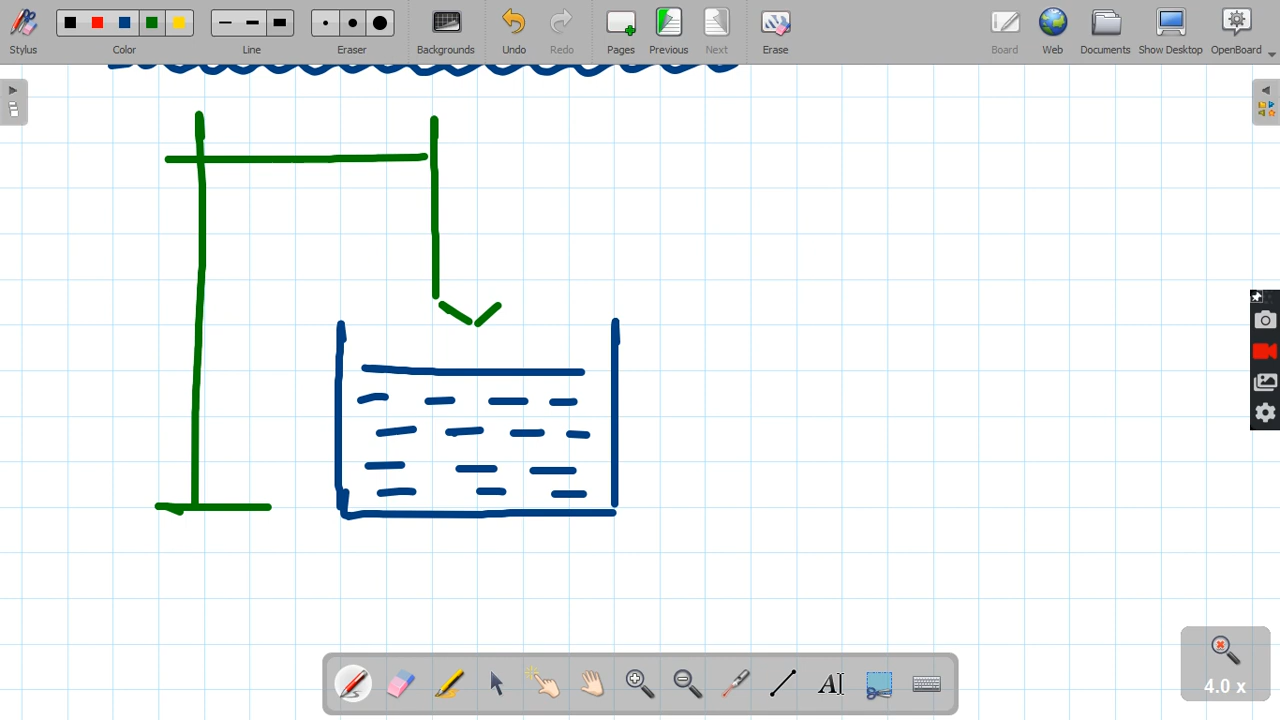 Stylus
Color
Line
Eraser
Backgrounds
Undo
Redo
Pages
Previous
Next
Erase
Board
Web
Documents
Show Desktop
OpenBoard
AI
4.0 x